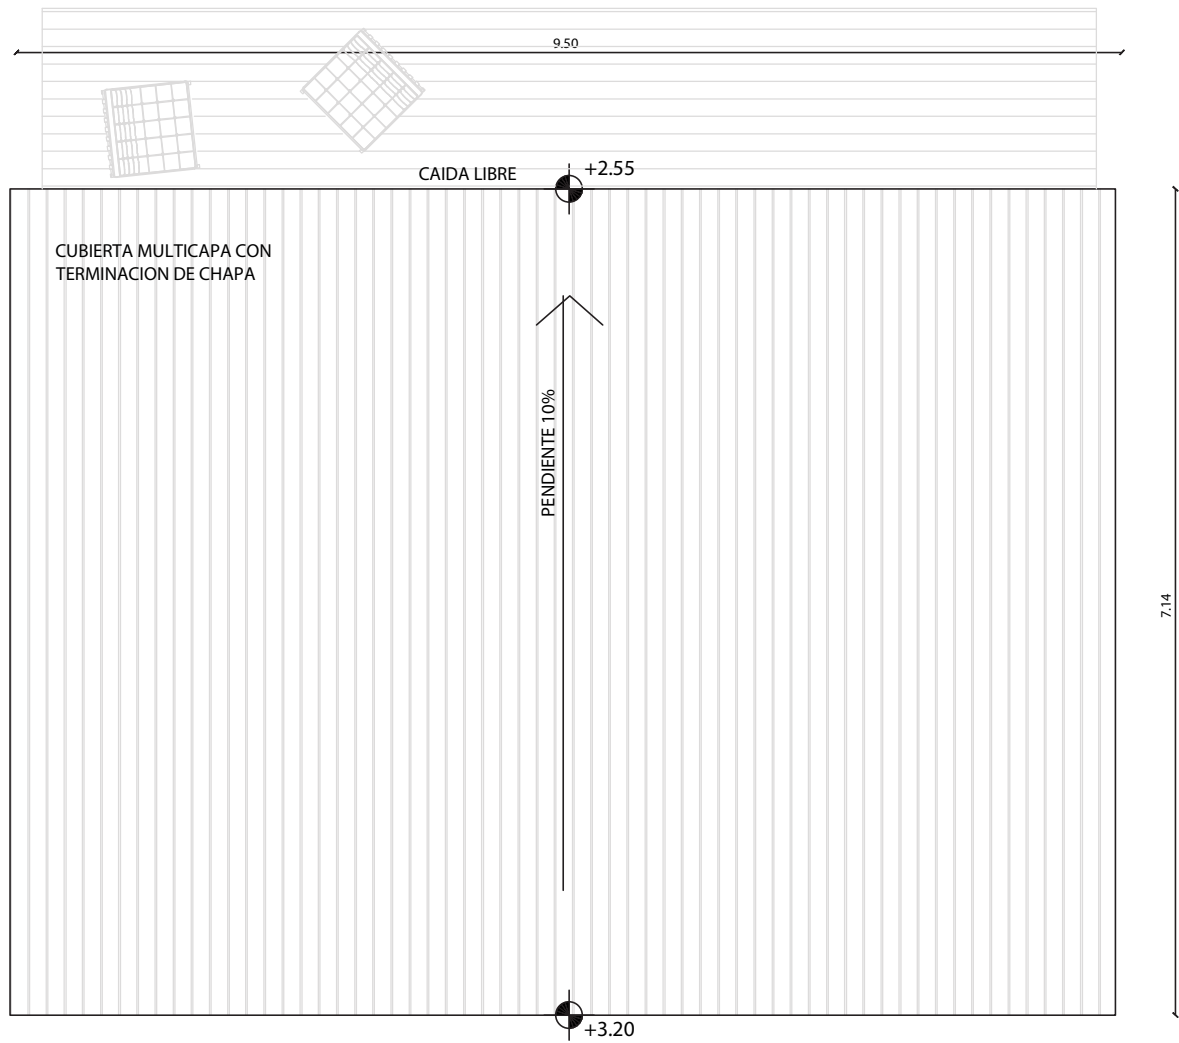 9.50
CAIDA LIBRE
+2.55
CUBIERTA MULTICAPA CON
TERMINACION DE CHAPA
PENDIENTE 10%
7.14
+3.20